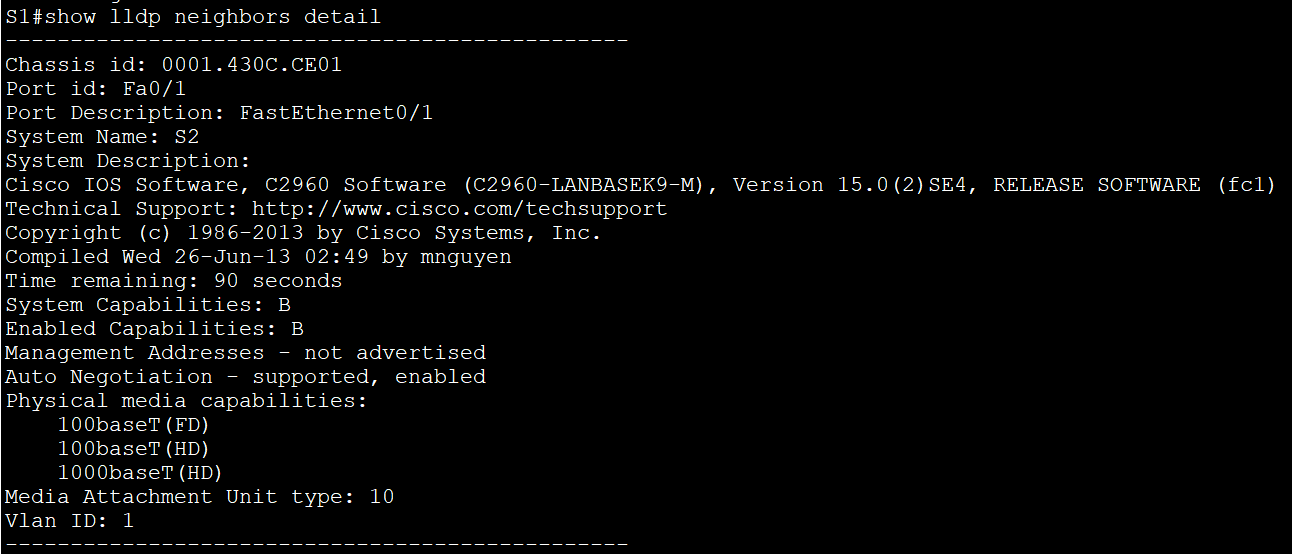 S1#show lldp neighbors detail
------------------------------------------------
Chassis id: 0001.430C.CE01
Port id: Fa0/1
Port Description: FastEthernet0/1
System Name: S2
System Description:
Cisco IOS Software, C2960 Software (C2960-LANBASEK9-M), Version 15.0(2)SE4, RELEASE SOFTWARE (fc1)
Technical Support: http://www.cisco.com/techsupport
Copyright (c) 1986-2013 by Cisco Systems, Inc.
Compiled Wed 26-Jun-13 02:49 by mnguyen
Time remaining: 90 seconds
System Capabilities: B
Enabled Capabilities: B
Management Addresses - not advertised
Auto Negotiation - supported, enabled
Physical media capabilities:
    100baseT(FD)
    100baseT(HD)
    1000baseT(HD)
Media Attachment Unit type: 10
Vlan ID: 1
------------------------------------------------